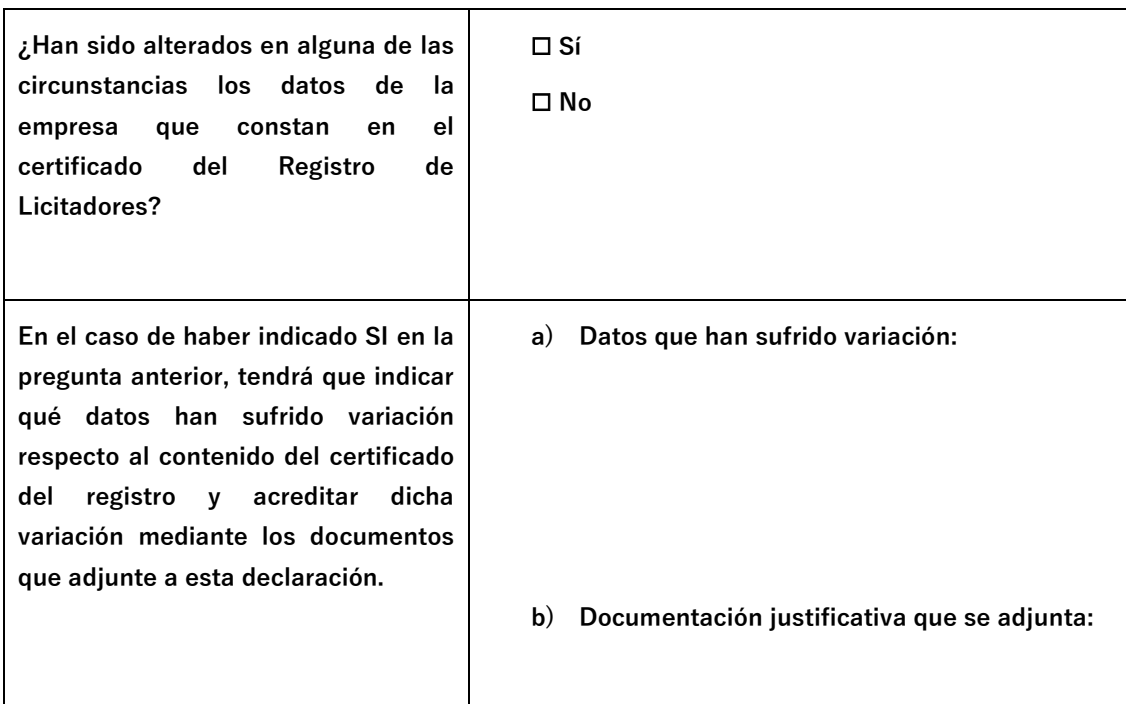 ¿Han sido alterados en alguna de las
circunstancias los datos de la
empresa que constan en el
certificado del Registro de
Licitadores?
☐ Sí
☐ No
En el caso de haber indicado SI en la
pregunta anterior, tendrá que indicar
qué datos han sufrido variación
respecto al contenido del certificado
del registro y acreditar dicha
variación mediante los documentos
que adjunte a esta declaración.
a) Datos que han sufrido variación:
b) Documentación justificativa que se adjunta: